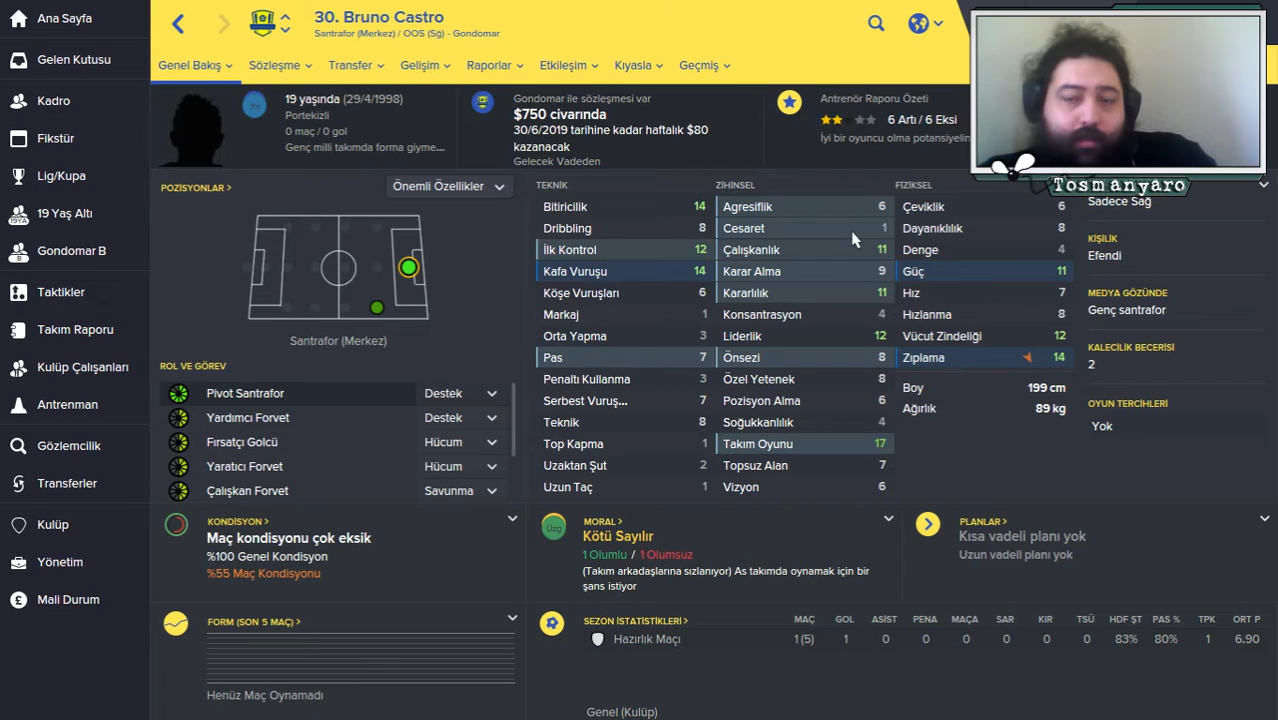 Ana Sayfa
Gelen Kutusu
Kadro
Fikstür
Lig/Kupa
19YA
19 Yaş Altı
Gondomar B
Taktikler
Takım Raporu
Kulüp Çalışanları
Antrenman
Gözlemcilik
Transferler
Kulüp
Yönetim
Mali Durum
30. Bruno Castro
Santrafor (Merkez) / OOS (Sğ) - Gondomar
Genel Bakış
Sözleşme
Transfer
Gelişim
Raporlar
Etkileşim
Kıyasla
Geçmiş
Yd
19 yaşında (29/4/1998)
Portekizli
0 maç / 0 gol
Genç milli takımda forma giyme...
Gondomar ile sözleşmesi var
$750 civarında
30/6/2019 tarihine kadar haftalık $80
kazanacak
Gelecek Vadeden
Antrenör Raporu Özeti
6 Artı / 6 Eksi
İyi bir oyuncu olma potansiyelin
Tosmanyaro
POZİSYONLAR >
Önemli Özellikler
Santrafor (Merkez)
ROL VE GÖREV
Pivot Santrafor Destek
Yardımcı Forvet Destek
Fırsatçı Golcü Hücum
Yaratıcı Forvet Hücum
Çalışkan Forvet Savunma
TEKNİK
Bitiricilik 14
Dribbling 8
İlk Kontrol 12
Kafa Vuruşu 14
Köşe Vuruşları 6
Markaj 1
Orta Yapma 3
Pas 7
Penaltı Kullanma 3
Serbest Vuruş... 7
Teknik 8
Top Kapma 1
Uzaktan Şut 2
Uzun Taç 1
ZİHİNSEL
Agresiflik 6
Cesaret 1
Çalışkanlık 11
Karar Alma 9
Kararlılık 11
Konsantrasyon 4
Liderlik 12
Önsezi 8
Özel Yetenek 8
Pozisyon Alma 6
Soğukkanlılık 4
Takım Oyunu 17
Topsuz Alan 7
Vizyon 6
FİZİKSEL
Çeviklik 6
Dayanıklılık 8
Denge 4
Güç 11
Hız 7
Hızlanma 8
Vücut Zindeliği 12
Zıplama 14
Boy 199 cm
Ağırlık 89 kg
Sadece Sağ
KİŞİLİK
Efendi
MEDYA GÖZÜNDE
Genç santrafor
KALECİLİK BECERİSİ
2
OYUN TERCİHLERİ
Yok
KONDİSYON >
Maç kondisyonu çok eksik
%100 Genel Kondisyon
%55 Maç Kondisyonu
Üzg
MORAL >
Kötü Sayılır
1 Olumlu / 1 Olumsuz
(Takım arkadaşlarına sızlanıyor) As takımda oynamak için bir
şans istiyor
PLANLAR >
Kısa vadeli planı yok
Uzun vadeli planı yok
FORM (SON 5 MAÇ) >
Henüz Maç Oynamadı
SEZON İSTATİSTİKLERİ > MAÇ GOL ASİST PENA MAÇA SAR KIR TSÜ HDF ŞT PAS % TPK ORT P
Hazırlık Maçı 1 (5) 1 0 0 0 0 0 0 83% 80% 1 6.90
Genel (Kulüp)